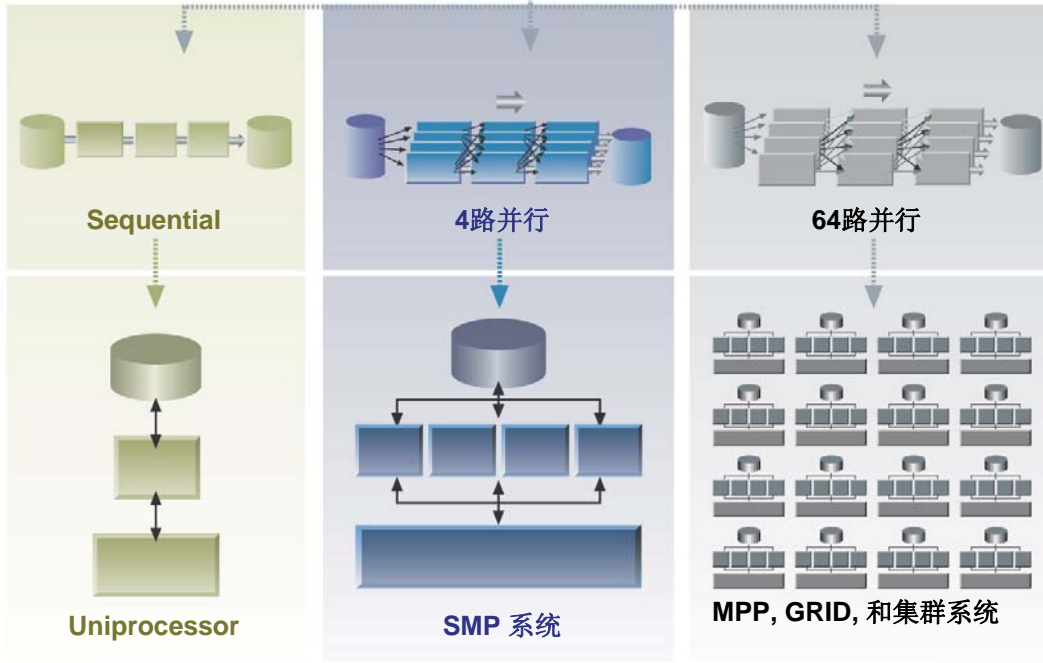 Sequential
4路并行
64路并行
Uniprocessor
SMP 系统
MPP, GRID, 和集群系统